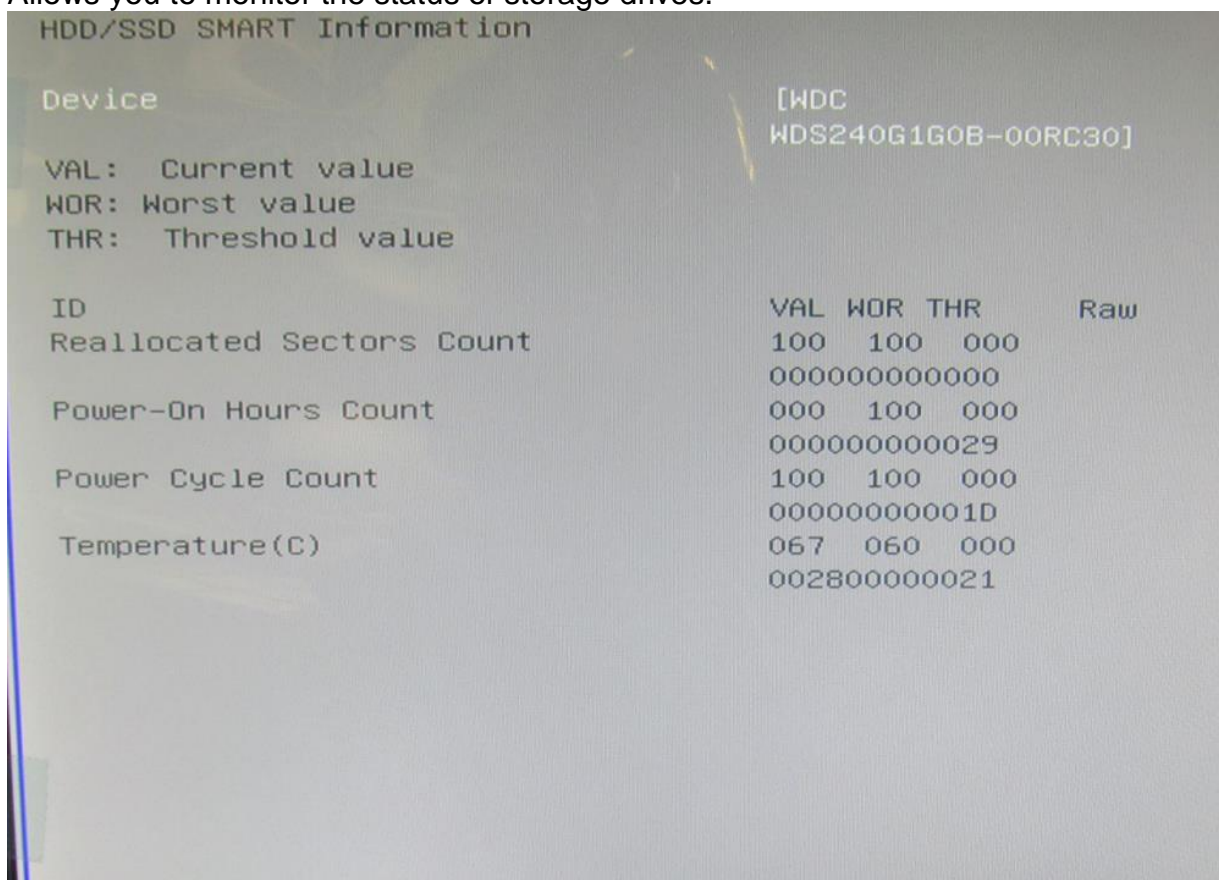 Allows you to monitor the status of storage drives.
HDD/SSD SMART Information
Device [WDC
WDS240G1G0B-00RC30]
VAL: Current value
WOR: Worst value
THR: Threshold value
ID VAL WOR THR Raw
Reallocated Sectors Count 100 100 000
000000000000
Power-On Hours Count 000 100 000
000000000029
Power Cycle Count 100 100 000
00000000001D
Temperature(C) 067 060 000
002800000021